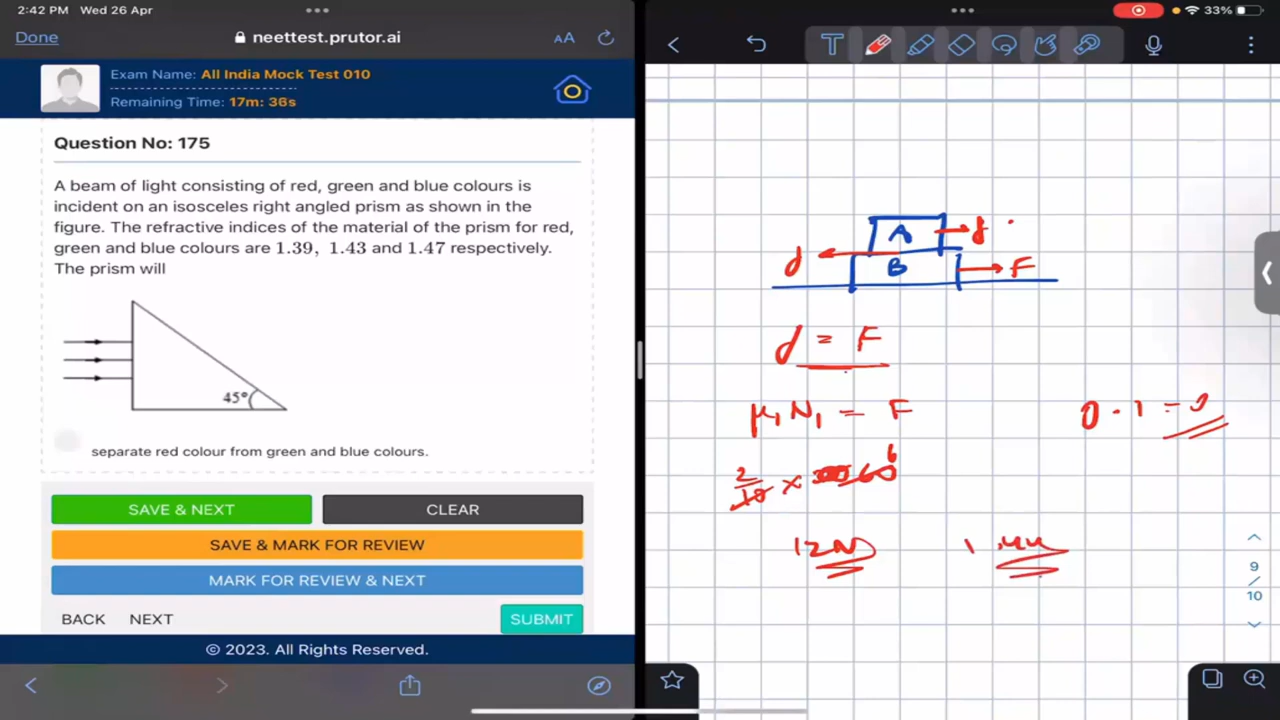 2:42 PM Wed 26 Apr
33%
Done
neettest.prutor.ai
AA
Exam Name: All India Mock Test 010
Remaining Time: 17m: 36s
Question No: 175
A beam of light consisting of red, green and blue colours is
incident on an isosceles right angled prism as shown in the
figure. The refractive indices of the material of the prism for red,
green and blue colours are 1.39, 1.43 and 1.47 respectively.
The prism will
45°
separate red colour from green and blue colours.
SAVE & NEXT
CLEAR
SAVE & MARK FOR REVIEW
MARK FOR REVIEW & NEXT
BACK
NEXT
SUBMIT
© 2023. All Rights Reserved.
T
A
f
B
F
f
f = F
μ₁N₁ = F
2/10 × 60 6
12N
0.1 =
9
/
10